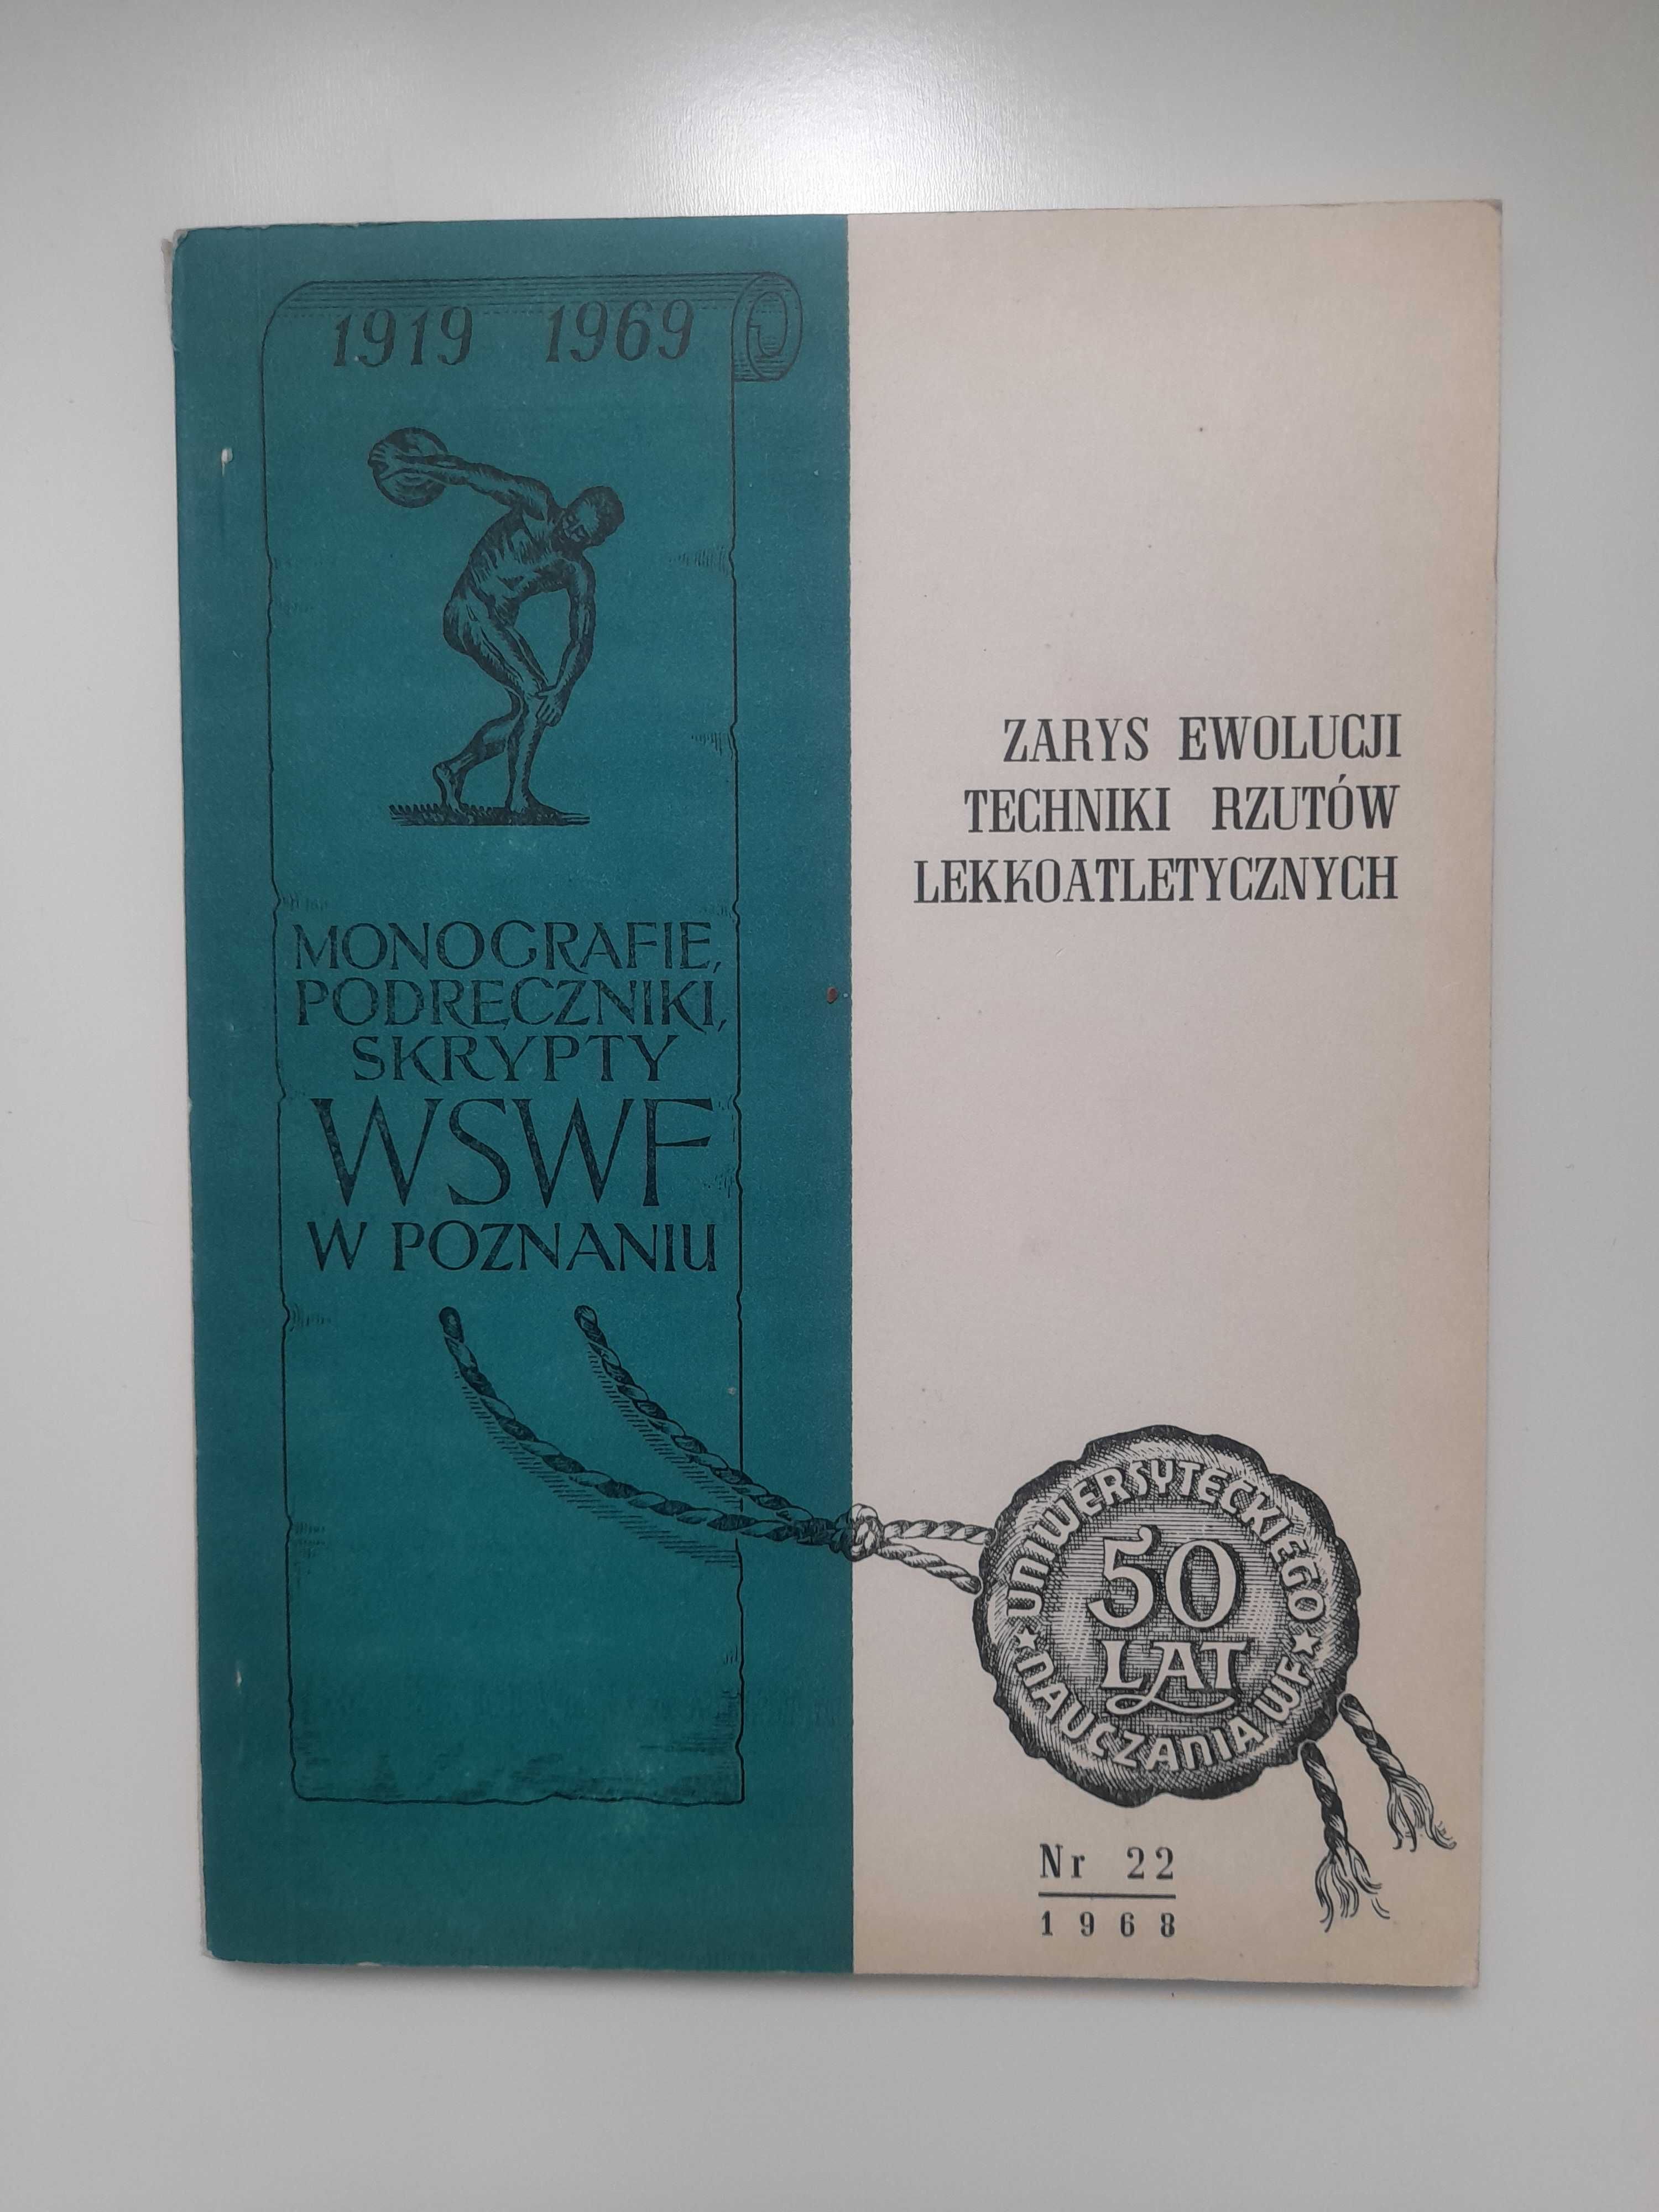 1919 1969
MONOGRAFIE,
PODRĘCZNIKI,
SKRYPTY
WSWF
W POZNANIU
ZARYS EWOLUCJI
TECHNIKI RZUTÓW
LEKKOATLETYCZNYCH
UNIWERSYTECKIEGO
50
LAT
NAUCZANIA WF
Nr 22
1968